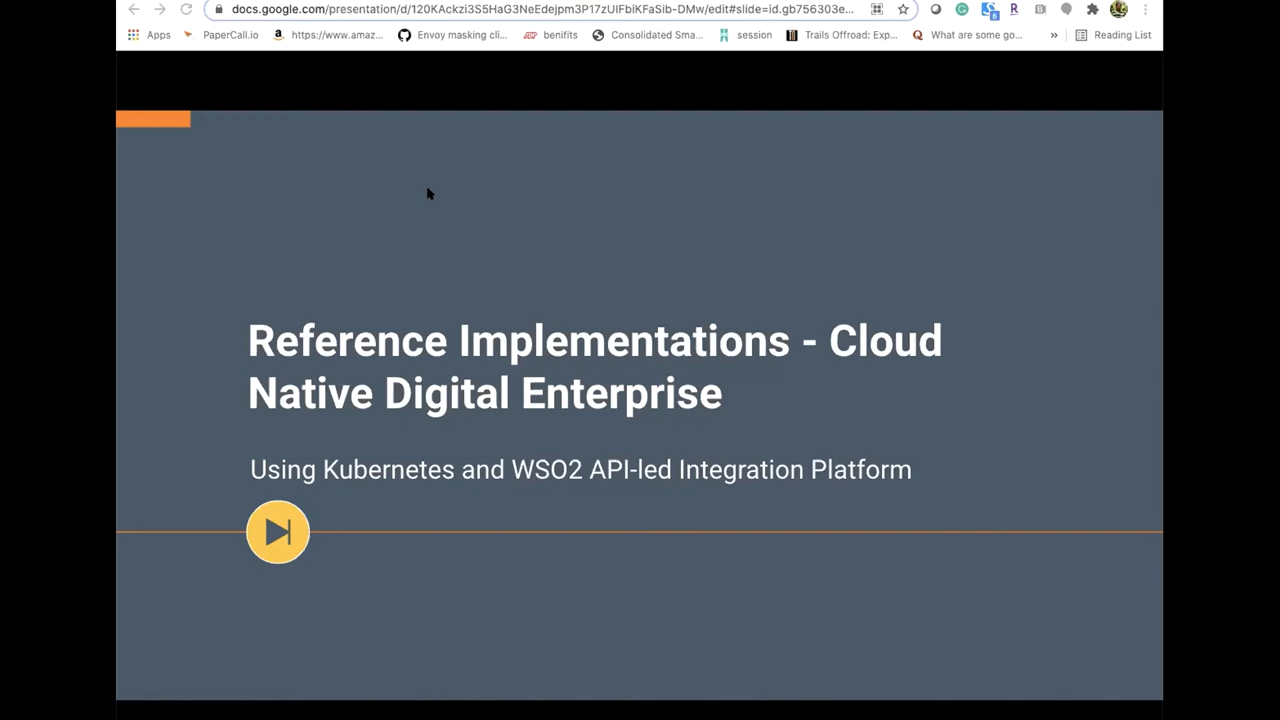 docs.google.com/presentation/d/120KAckzi3S5HaG3NeEdejpm3P17zUIFbiKFaSib-DMw/edit#slide=id.gb756303e...
6
R
Apps
PaperCall.io
https://www.amaz...
Envoy masking cli...
benifits
Consolidated Sma...
session
Trails Offroad: Exp...
What are some go...
»
Reading List
Reference Implementations - Cloud
Native Digital Enterprise
Using Kubernetes and WSO2 API-led Integration Platform